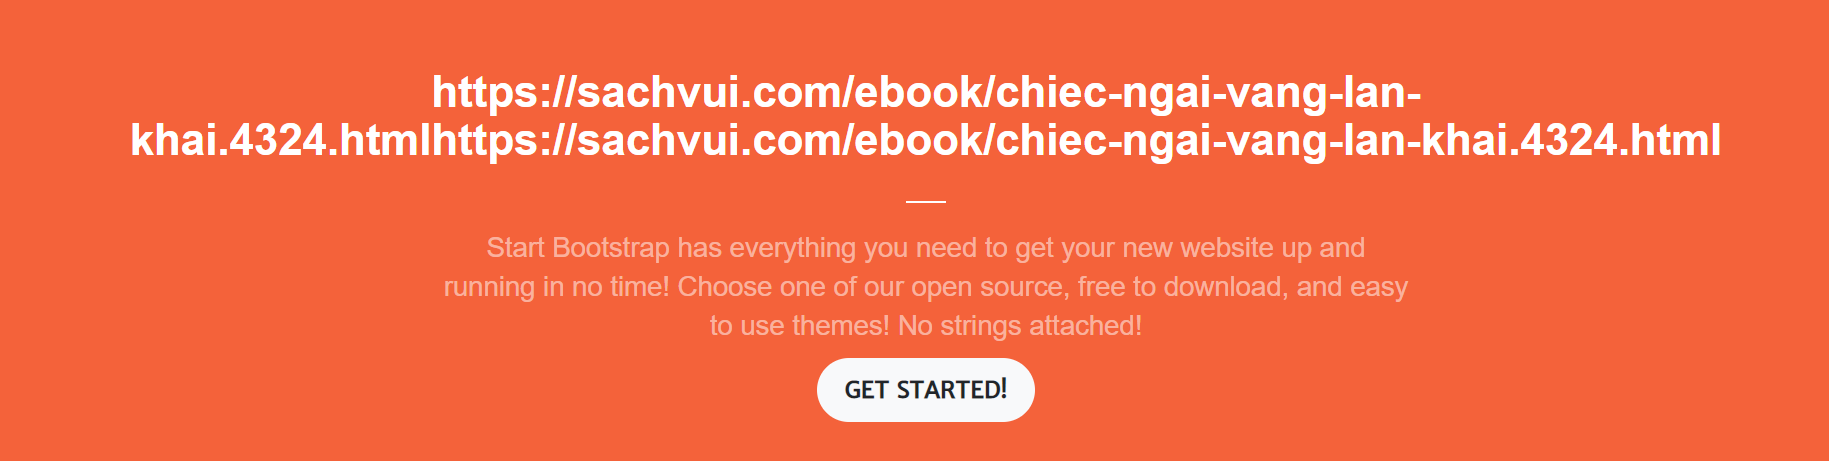 https://sachvui.com/ebook/chiec-ngai-vang-lan-
khai.4324.htmlhttps://sachvui.com/ebook/chiec-ngai-vang-lan-khai.4324.html
Start Bootstrap has everything you need to get your new website up and
running in no time! Choose one of our open source, free to download, and easy
to use themes! No strings attached!
GET STARTED!